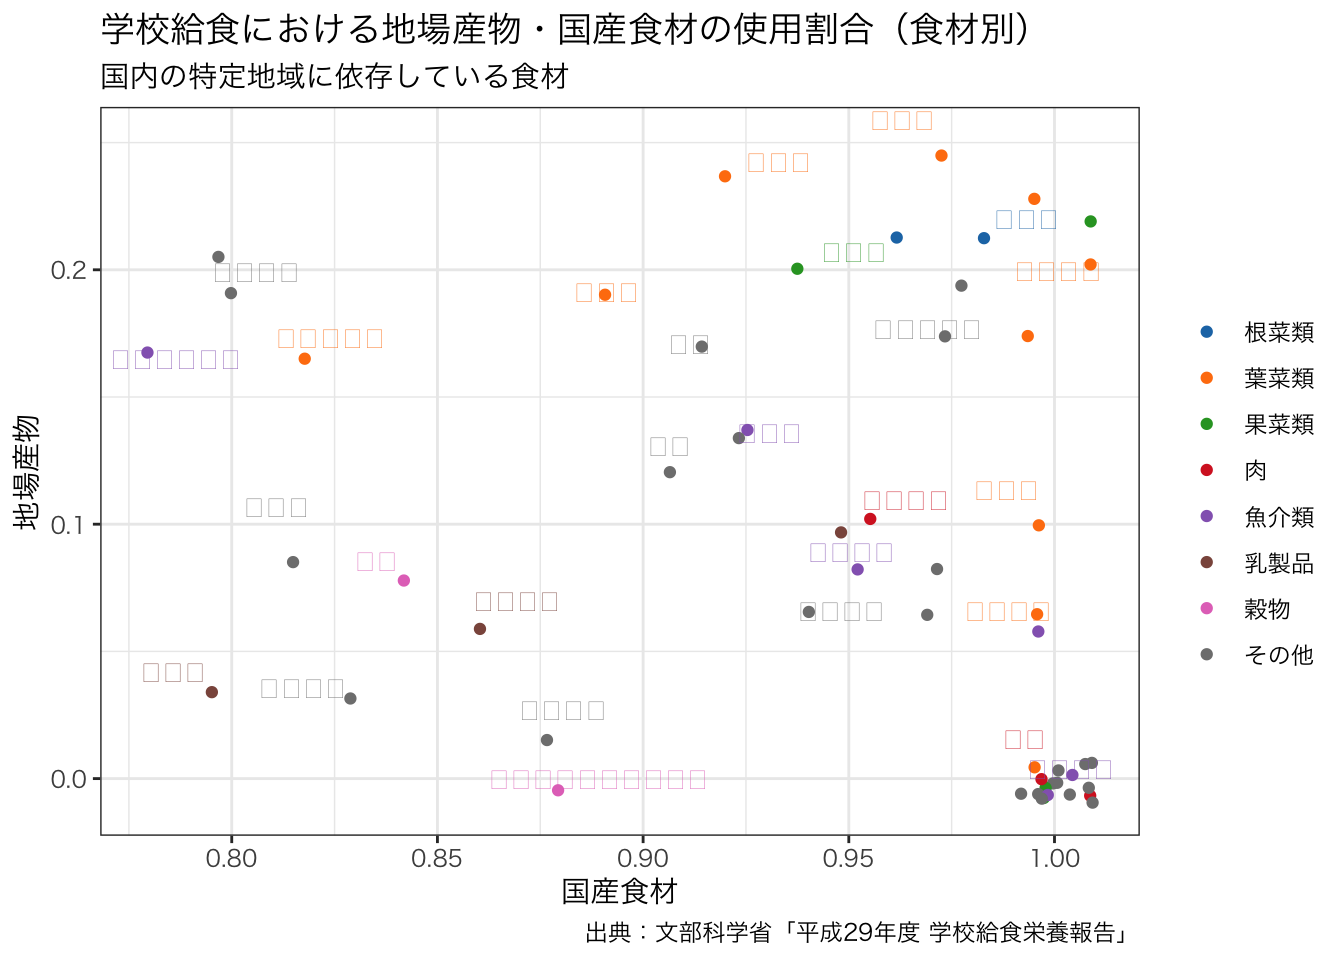 学校給食における地場産物・国産食材の使用割合（食材別）
国内の特定地域に依存している食材
地場産物
0.2
0.1
0.0
0.80
0.85
0.90
0.95
1.00
国産食材
根菜類
葉菜類
果菜類
肉
魚介類
乳製品
穀物
その他
出典：文部科学省「平成29年度 学校給食栄養報告」